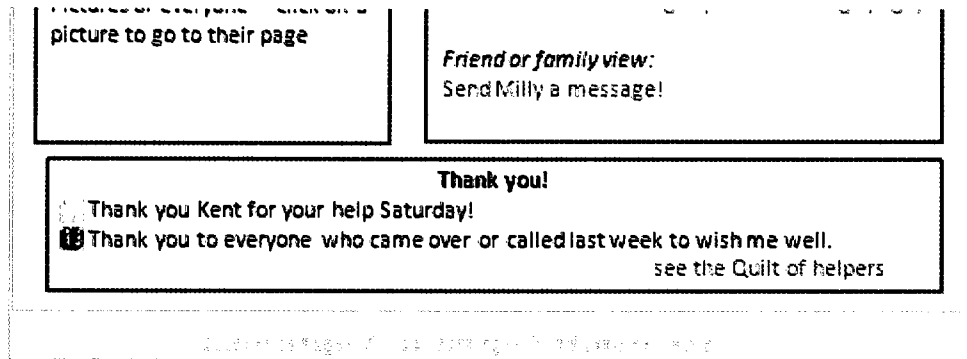 picture to go to their page
Friend or family view:
Send Milly a message!
Thank you!
Thank you Kent for your help Saturday!
Thank you to everyone who came over or called last week to wish me well.
see the Quilt of helpers